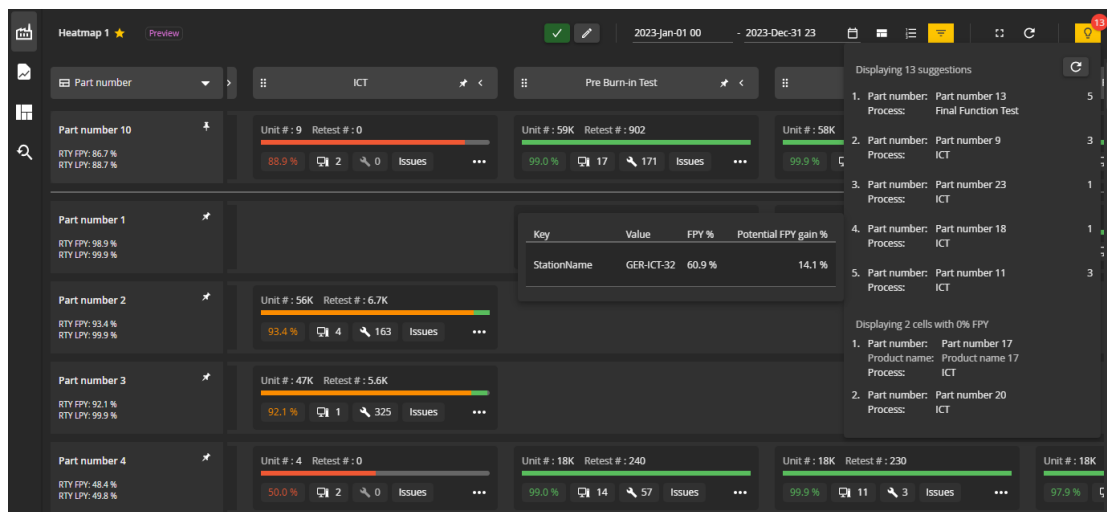 Heatmap 1 Preview 2023-Jan-01 00 - 2023-Dec-31 23 13
Part number ICT Pre Burn-in Test
Part number 10
RTY FPY: 86.7 %
RTY LPY: 88.7 %
Unit # : 9 Retest # : 0
88.9 % 2 0 Issues
Unit # : 59K Retest # : 902
99.0 % 17 171 Issues
Unit # : 58K
99.9 %
Part number 1
RTY FPY: 98.9 %
RTY LPY: 99.9 %
Key Value FPY % Potential FPY gain %
StationName GER-ICT-32 60.9 % 14.1 %
Part number 2
RTY FPY: 93.4 %
RTY LPY: 99.9 %
Unit # : 56K Retest # : 6.7K
93.4 % 4 163 Issues
Part number 3
RTY FPY: 92.1 %
RTY LPY: 99.9 %
Unit # : 47K Retest # : 5.6K
92.1 % 1 325 Issues
Part number 4
RTY FPY: 48.4 %
RTY LPY: 49.8 %
Unit # : 4 Retest # : 0
50.0 % 2 0 Issues
Unit # : 18K Retest # : 240
99.0 % 14 57 Issues
Unit # : 18K Retest # : 230
99.9 % 11 3 Issues
Unit # : 18K
97.9 %
Displaying 13 suggestions
1. Part number: Part number 13 5
Process: Final Function Test
2. Part number: Part number 9 3
Process: ICT
3. Part number: Part number 23 1
Process: ICT
4. Part number: Part number 18 1
Process: ICT
5. Part number: Part number 11 3
Process: ICT
Displaying 2 cells with 0% FPY
1. Part number: Part number 17
Product name: Product name 17
Process: ICT
2. Part number: Part number 20
Process: ICT